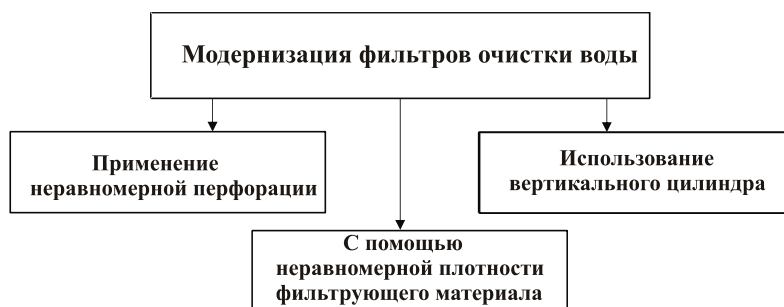 Модернизация фильтров очистки воды
Применение
неравномерной перфорации
Использование
вертикального цилиндра
С помощью
неравномерной плотности
фильтрующего материала